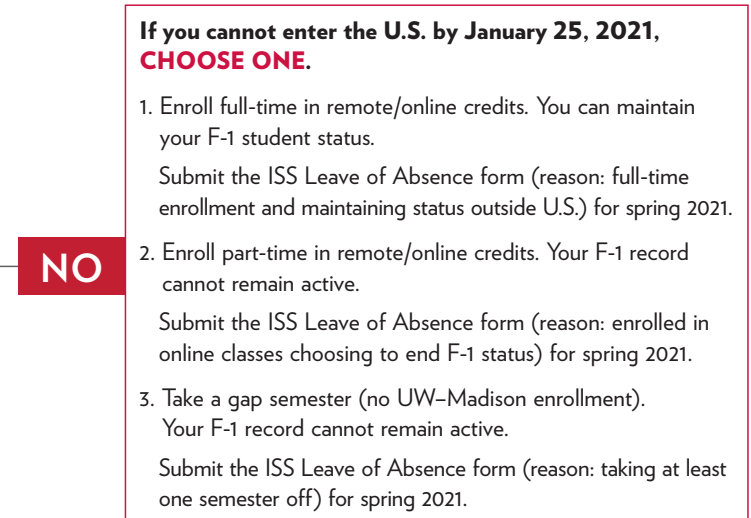 If you cannot enter the U.S. by January 25, 2021,
CHOOSE ONE.
1. Enroll full-time in remote/online credits. You can maintain
your F-1 student status.
Submit the ISS Leave of Absence form (reason: full-time
enrollment and maintaining status outside U.S.) for spring 2021.
NO
2. Enroll part-time in remote/online credits. Your F-1 record
cannot remain active.
Submit the ISS Leave of Absence form (reason: enrolled in
online classes choosing to end F-1 status) for spring 2021.
3. Take a gap semester (no UW–Madison enrollment).
Your F-1 record cannot remain active.
Submit the ISS Leave of Absence form (reason: taking at least
one semester off) for spring 2021.